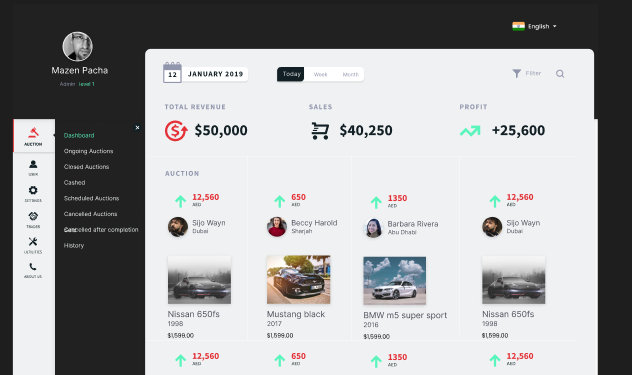 English
Mazen Pacha
Admin level 1
12 JANUARY 2019
Today Week Month
Filter
TOTAL REVENUE
$50,000
SALES
$40,250
PROFIT
+25,600
AUCTION
USER
SETTINGS
TRADER
UTILITIES
ABOUT US
Dashboard
Ongoing Auctions
Closed Auctions
Cashed
Scheduled Auctions
Cancelled Auctions
Cancelled after completion
History
AUCTION
12,560
AED
Sijo Wayn
Dubai
Nissan 650fs
1998
$1,599.00
650
AED
Beccy Harold
Sharjah
Mustang black
2017
$1,599.00
1350
AED
Barbara Rivera
Abu Dhabi
BMW m5 super sport
2016
$1,599.00
12,560
AED
Sijo Wayn
Dubai
Nissan 650fs
1998
$1,599.00
12,560
AED
650
AED
1350
AED
12,560
AED